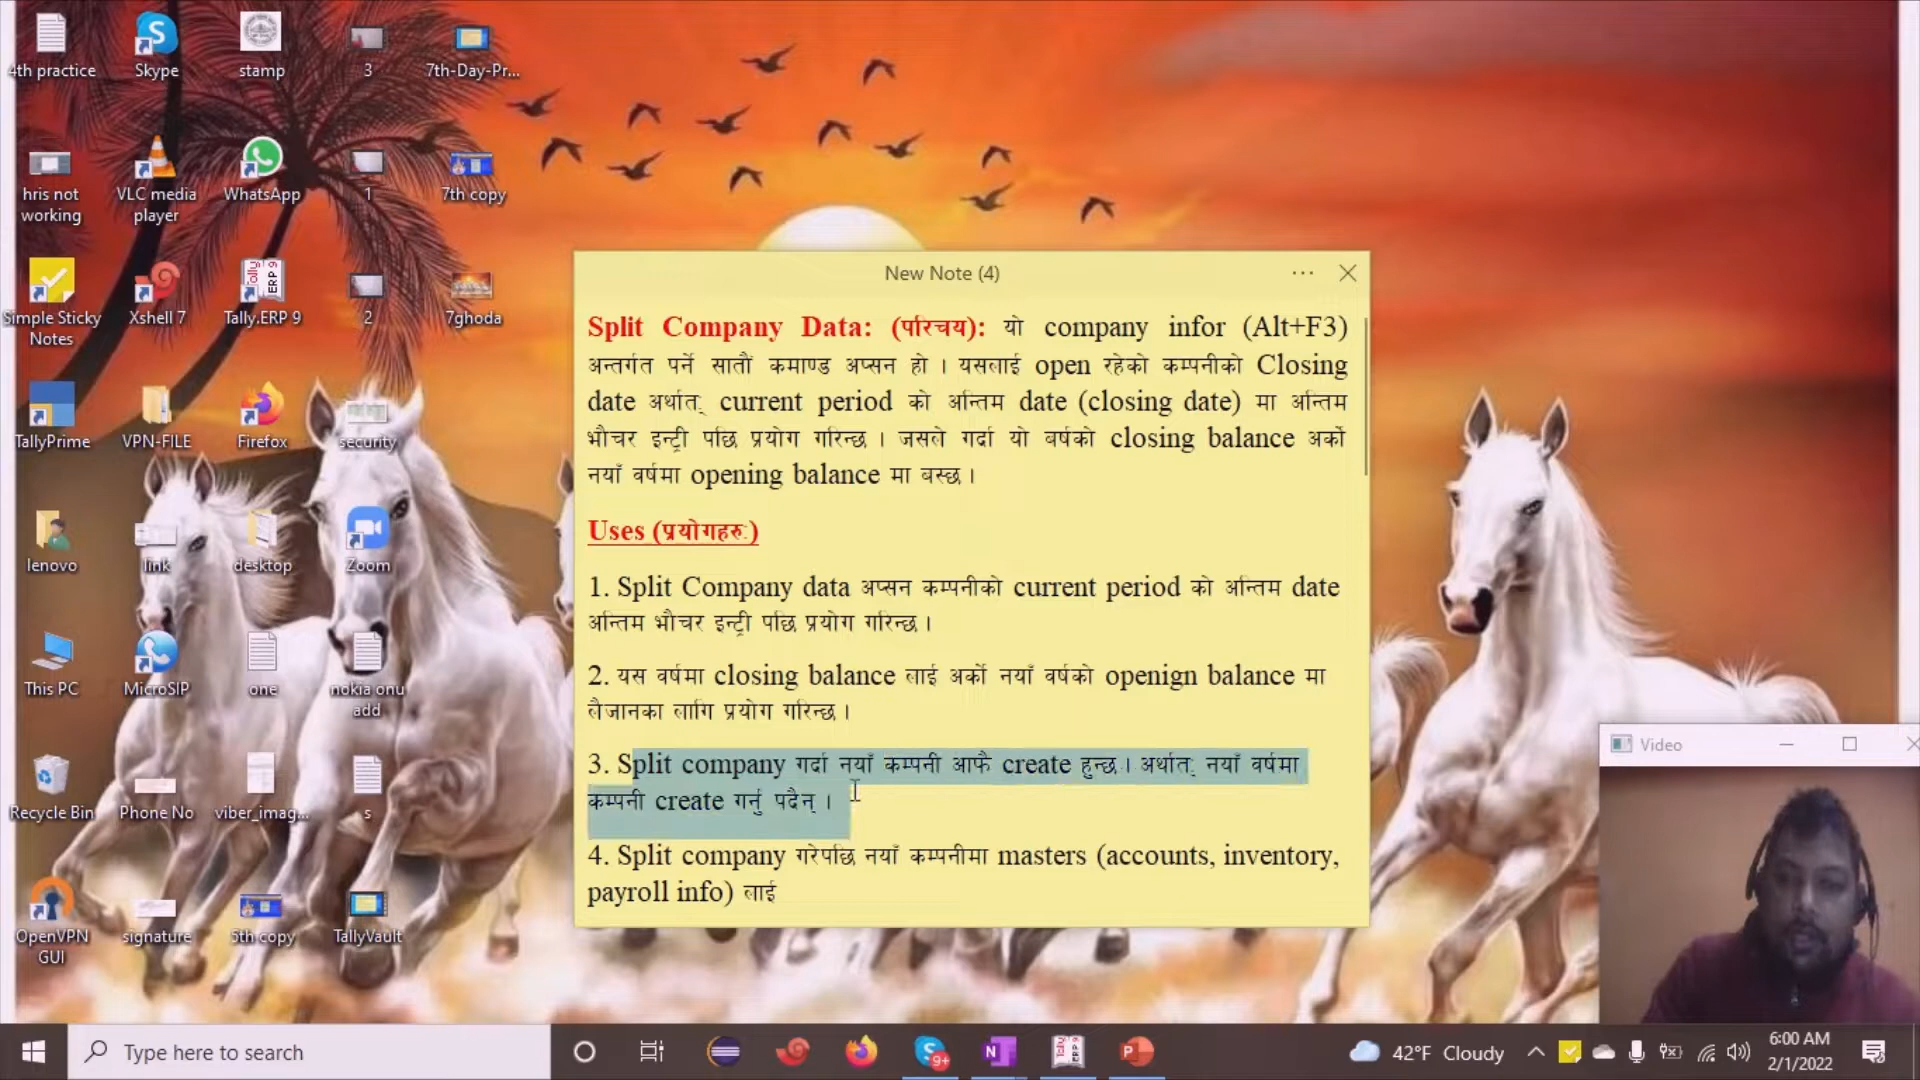 4th practice
Skype
stamp
3
7th-Day-Pr...
hris not
working
VLC media
player
WhatsApp
1
7th copy
Simple Sticky
Notes
Xshell 7
Tally.ERP 9
2
7ghoda
TallyPrime
VPN-FILE
Firefox
security
lenovo
link
desktop
Zoom
This PC
MicroSIP
one
nokia onu
add
Recycle Bin
Phone No
viber_imag...
s
OpenVPN
GUI
signature
5th copy
TallyVault
New Note (4)
Split Company Data: (परिचय): यो company infor (Alt+F3)
अन्तर्गत पर्ने सातौं कमाण्ड अप्सन हो । यसलाई open रहेको कम्पनीको Closing
date अर्थात् current period को अन्तिम date (closing date) मा अन्तिम
भौचर इन्ट्री पछि प्रयोग गरिन्छ । जसले गर्दा यो बर्षको closing balance अर्को
नयाँ वर्षमा opening balance मा बस्छ ।
Uses (प्रयोगहरु:)
1. Split Company data अप्सन कम्पनीको current period को अन्तिम date
अन्तिम भौचर इन्ट्री पछि प्रयोग गरिन्छ ।
2. यस वर्षमा closing balance लाई अर्को नयाँ वर्षको openign balance मा
लैजानका लागि प्रयोग गरिन्छ ।
3. Split company गर्दा नयाँ कम्पनी आफै create हुन्छ । अर्थात् नयाँ वर्षमा
कम्पनी create गर्नु पदैन् ।
4. Split company गरेपछि नयाँ कम्पनीमा masters (accounts, inventory,
payroll info) लाई
Video
Type here to search
9+
42°F Cloudy
6:00 AM
2/1/2022